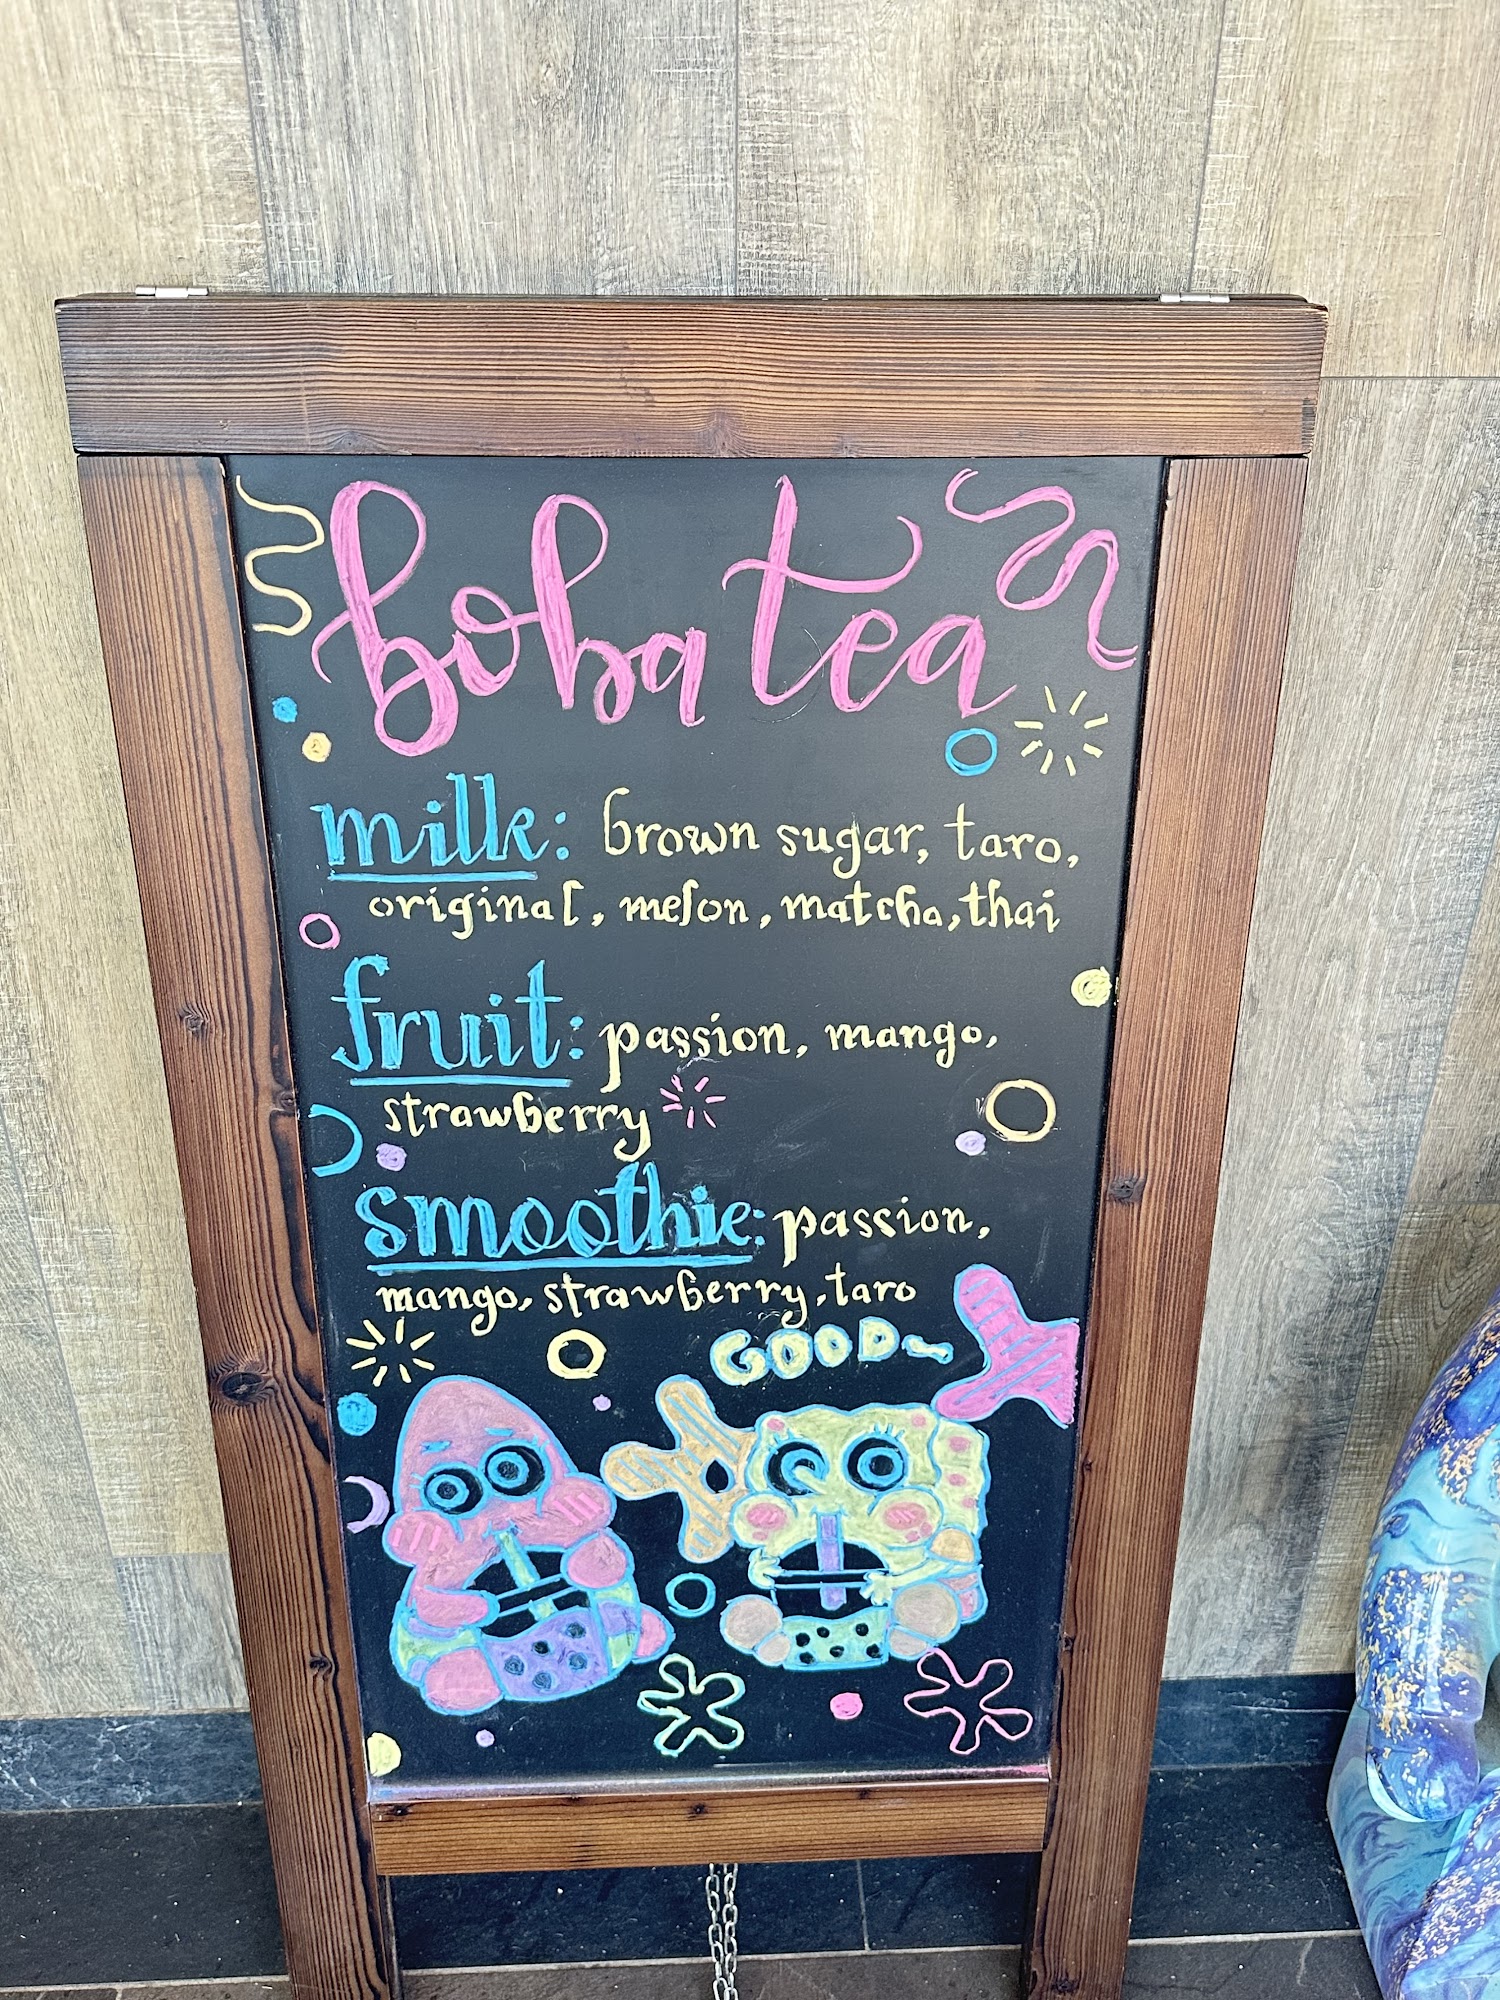 boba tea
milk: brown sugar, taro,
original, melon, matcha, thai
fruit: passion, mango,
strawberry
smoothie: passion,
mango, strawberry, taro
GOOD~